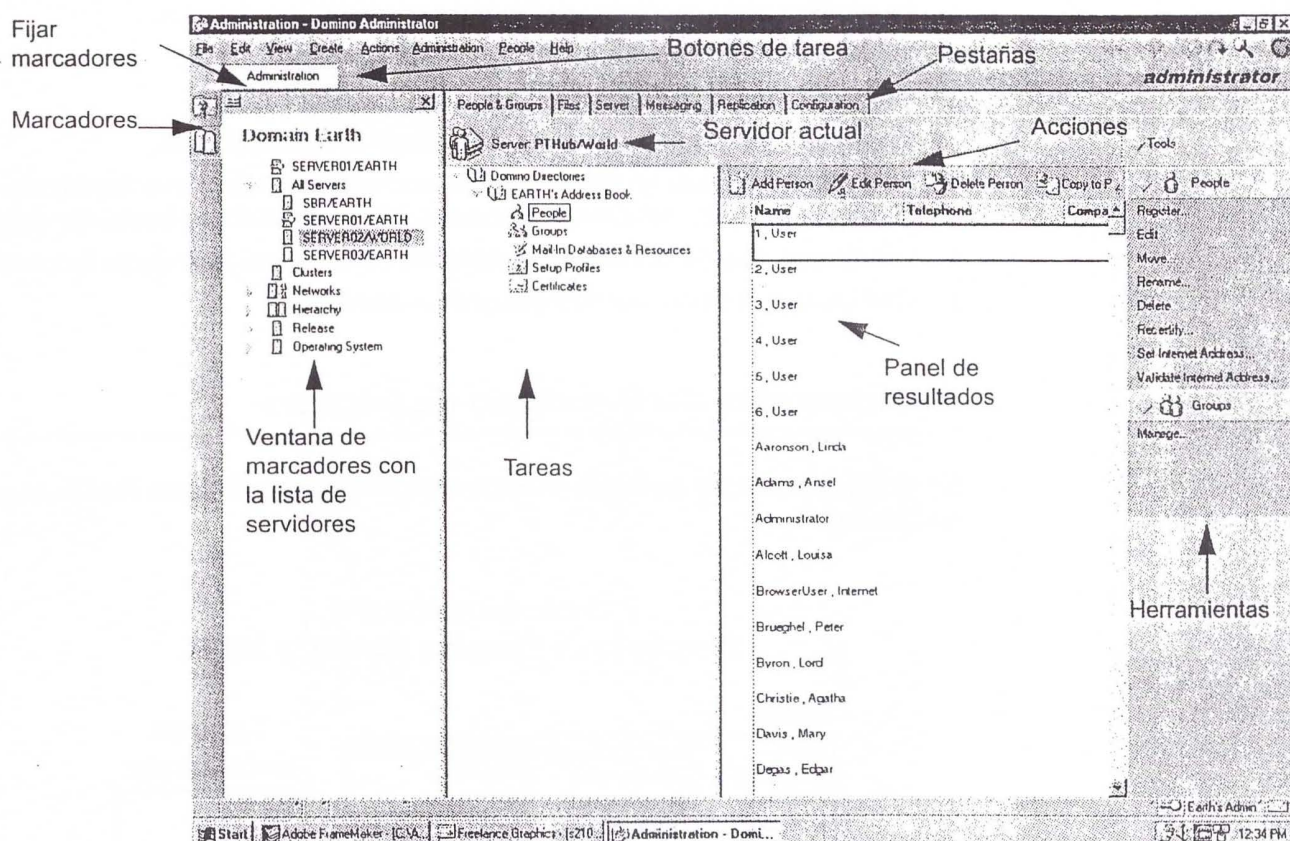 Administration - Domino Administrator
Fijar
marcadores
File Edit View Create Actions Administration People Help
Botones de tarea
Pestañas
Administration
administrator
Marcadores
People & Groups Files Server Messaging Replication Configuration
Domain Earth
Server: PTHub/World
Servidor actual
Acciones
Tools
SERVER01/EARTH
All Servers
SBR/EARTH
SERVER01/EARTH
SERVER02/WORLD
SERVER03/EARTH
Clusters
Networks
Hierarchy
Release
Operating System
Domino Directories
EARTH's Address Book
People
Groups
Mail-In Databases & Resources
Setup Profiles
Certificates
Add Person Edit Person Delete Person Copy to P
Name Telephone Compa
1 , User
2 , User
3 , User
4 , User
5 , User
6 , User
Aaronson , Linda
Adams , Ansel
Administrator
Alcott , Louisa
BrowserUser , Internet
Brueghel , Peter
Byron , Lord
Christie , Agatha
Davis , Mary
Degas , Edgar
People
Register...
Edit
Move...
Rename...
Delete
Recertify...
Set Internet Address...
Validate Internet Address...
Groups
Manage...
Panel de
resultados
Ventana de
marcadores con
la lista de
servidores
Tareas
Herramientas
Earth's Admin
Start Adobe FrameMaker - [C:\A... Freelance Graphics - [s210... Administration - Domi... 12:34 PM